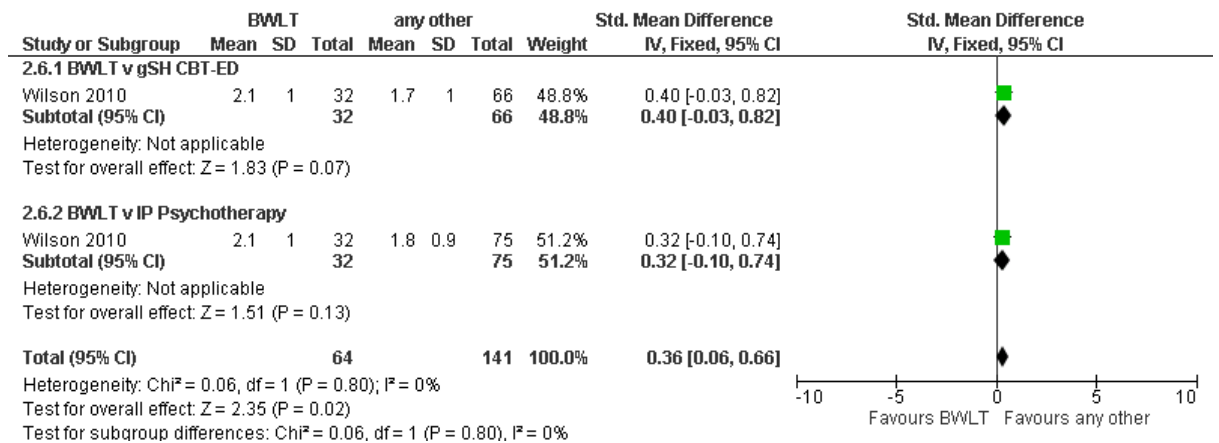 BWLT any other Std. Mean Difference Std. Mean Difference
Study or Subgroup Mean SD Total Mean SD Total Weight IV, Fixed, 95% CI IV, Fixed, 95% CI
2.6.1 BWLT v gSH CBT-ED
Wilson 2010 2.1 1 32 1.7 1 66 48.8% 0.40 [-0.03, 0.82]
Subtotal (95% CI) 32 66 48.8% 0.40 [-0.03, 0.82]
Heterogeneity: Not applicable
Test for overall effect: Z = 1.83 (P = 0.07)
2.6.2 BWLT v IP Psychotherapy
Wilson 2010 2.1 1 32 1.8 0.9 75 51.2% 0.32 [-0.10, 0.74]
Subtotal (95% CI) 32 75 51.2% 0.32 [-0.10, 0.74]
Heterogeneity: Not applicable
Test for overall effect: Z = 1.51 (P = 0.13)
Total (95% CI) 64 141 100.0% 0.36 [0.06, 0.66]
Heterogeneity: Chi² = 0.06, df = 1 (P = 0.80); I² = 0%
Test for overall effect: Z = 2.35 (P = 0.02)
Test for subgroup differences: Chi² = 0.06, df = 1 (P = 0.80), I² = 0%
-10 -5 0 5 10
Favours BWLT Favours any other